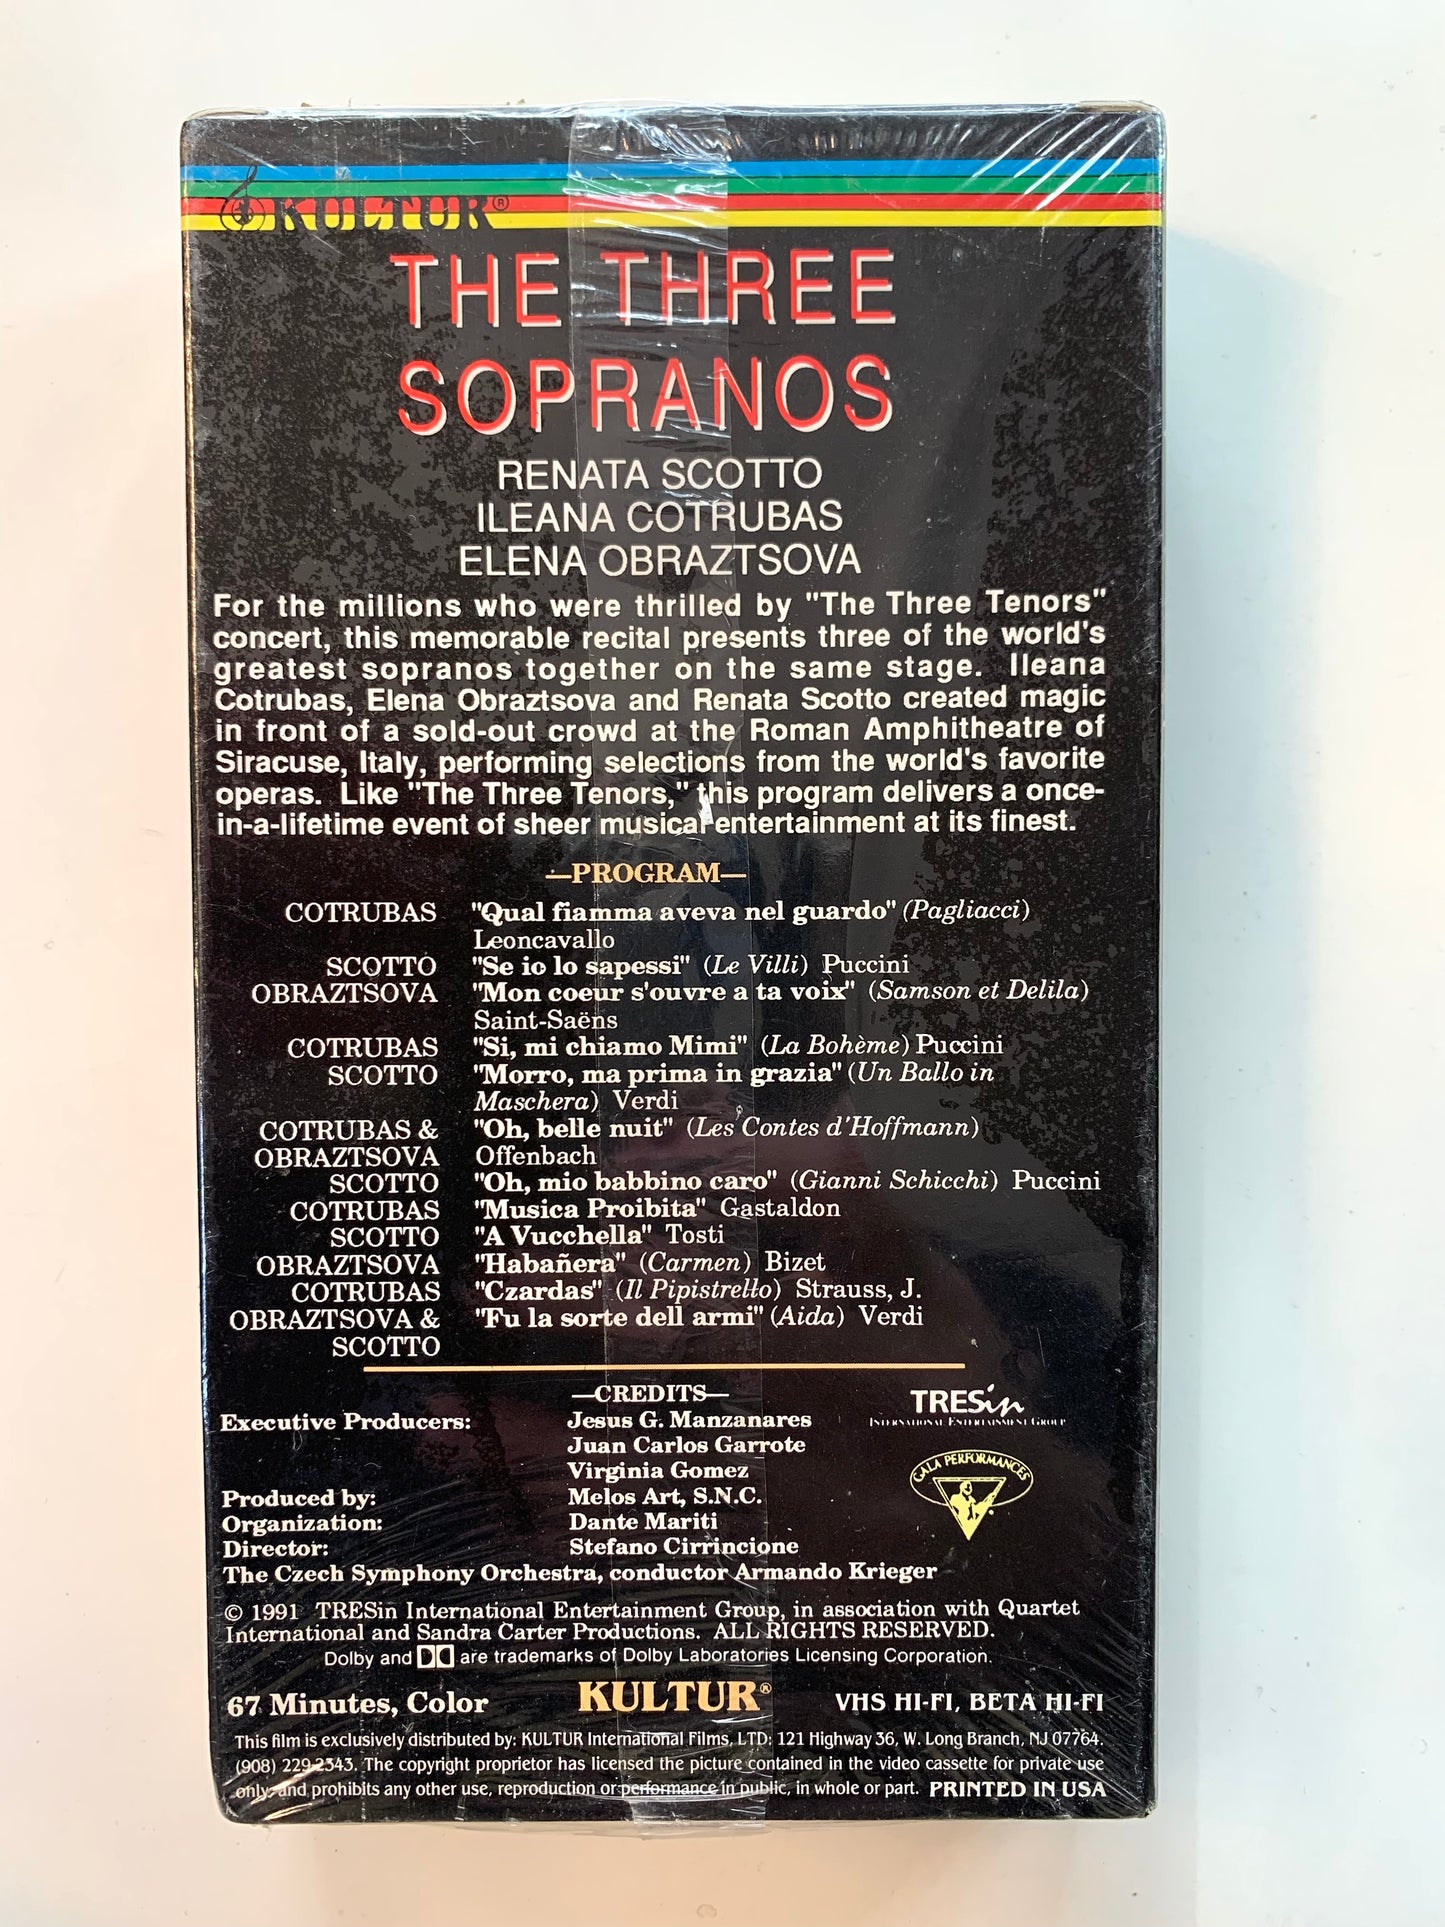 KULTUR®
THE THREE
SOPRANOS
RENATA SCOTTO
ILEANA COTRUBAS
ELENA OBRAZTSOVA
For the millions who were thrilled by "The Three Tenors"
concert, this memorable recital presents three of the world's
greatest sopranos together on the same stage. Ileana
Cotrubas, Elena Obraztsova and Renata Scotto created magic
in front of a sold-out crowd at the Roman Amphitheatre of
Siracuse, Italy, performing selections from the world's favorite
operas. Like "The Three Tenors," this program delivers a once-
in-a-lifetime event of sheer musical entertainment at its finest.
—PROGRAM—
COTRUBAS "Qual fiamma aveva nel guardo" (Pagliacci)
Leoncavallo
SCOTTO "Se io lo sapessi" (Le Villi) Puccini
OBRAZTSOVA "Mon coeur s'ouvre a ta voix" (Samson et Delila)
Saint-Saëns
COTRUBAS "Si, mi chiamo Mimi" (La Bohème) Puccini
SCOTTO "Morro, ma prima in grazia" (Un Ballo in
Maschera) Verdi
COTRUBAS & "Oh, belle nuit" (Les Contes d'Hoffmann)
OBRAZTSOVA Offenbach
SCOTTO "Oh, mio babbino caro" (Gianni Schicchi) Puccini
COTRUBAS "Musica Proibita" Gastaldon
SCOTTO "A Vucchella" Tosti
OBRAZTSOVA "Habañera" (Carmen) Bizet
COTRUBAS "Czardas" (Il Pipistrello) Strauss, J.
OBRAZTSOVA & "Fu la sorte dell armi" (Aida) Verdi
SCOTTO
—CREDITS—
Executive Producers: Jesus G. Manzanares
Juan Carlos Garrote
Virginia Gomez
Produced by: Melos Art, S.N.C.
Organization: Dante Mariti
Director: Stefano Cirrincione
The Czech Symphony Orchestra, conductor Armando Krieger
TRESin
INTERNATIONAL ENTERTAINMENT GROUP
GALA PERFORMANCES
© 1991 TRESin International Entertainment Group, in association with Quartet
International and Sandra Carter Productions. ALL RIGHTS RESERVED.
Dolby and are trademarks of Dolby Laboratories Licensing Corporation.
67 Minutes, Color KULTUR® VHS HI-FI, BETA HI-FI
This film is exclusively distributed by: KULTUR International Films, LTD: 121 Highway 36, W. Long Branch, NJ 07764.
(908) 229-2343. The copyright proprietor has licensed the picture contained in the video cassette for private use
only, and prohibits any other use, reproduction or performance in public, in whole or part. PRINTED IN USA